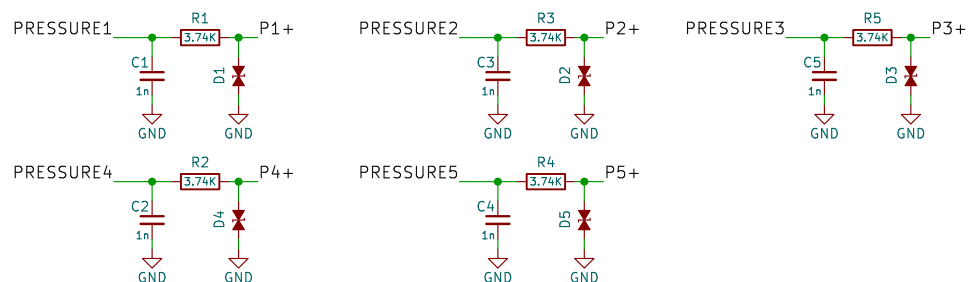 PRESSURE1 R1 3.74K P1+ PRESSURE2 R3 3.74K P2+ PRESSURE3 R5 3.74K P3+
C1 1n D1 C3 1n D2 C5 1n D3
GND GND GND GND GND GND
PRESSURE4 R2 3.74K P4+ PRESSURE5 R4 3.74K P5+
C2 1n D4 C4 1n D5
GND GND GND GND